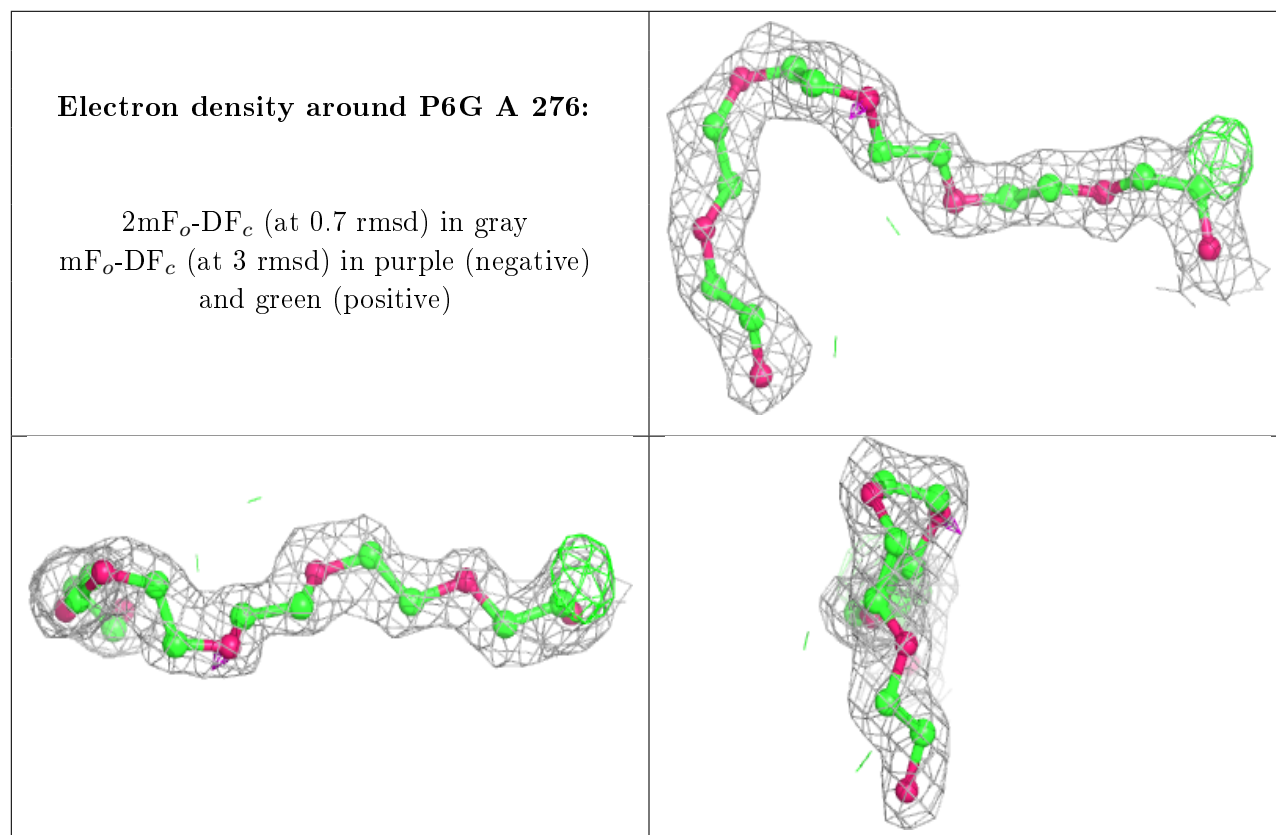 Electron density around P6G A 276:
2mFₒ-DF𝒸 (at 0.7 rmsd) in gray
mFₒ-DF𝒸 (at 3 rmsd) in purple (negative)
and green (positive)